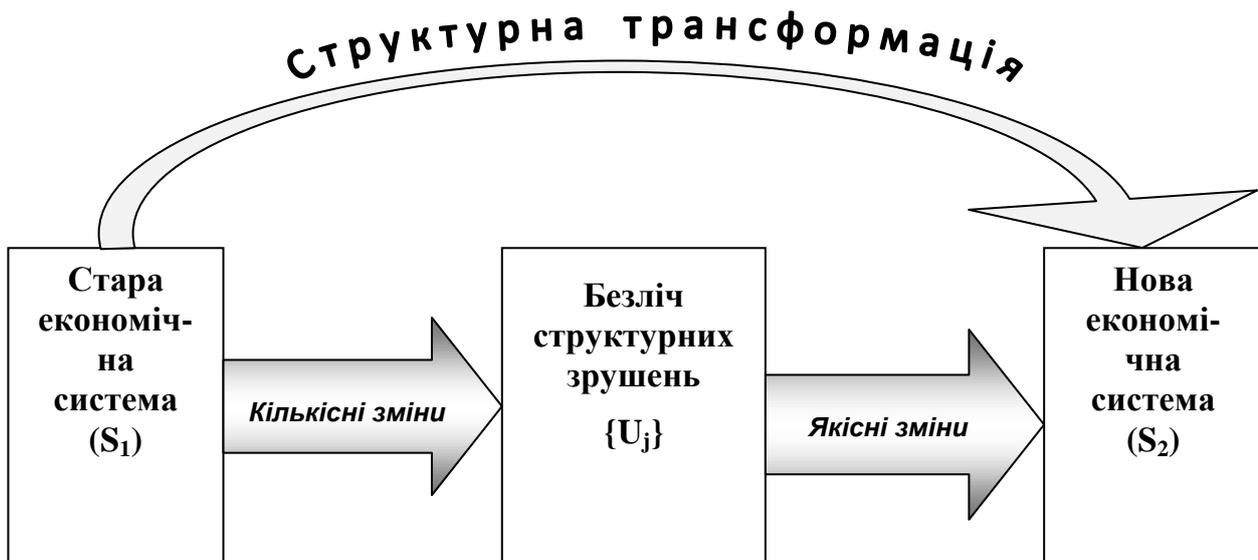 Структурна трансформація
Стара
економіч-
на
система
(S₁)
Кількісні зміни
Безліч
структурних
зрушень
{Uⱼ}
Якісні зміни
Нова
економі-
чна
система
(S₂)